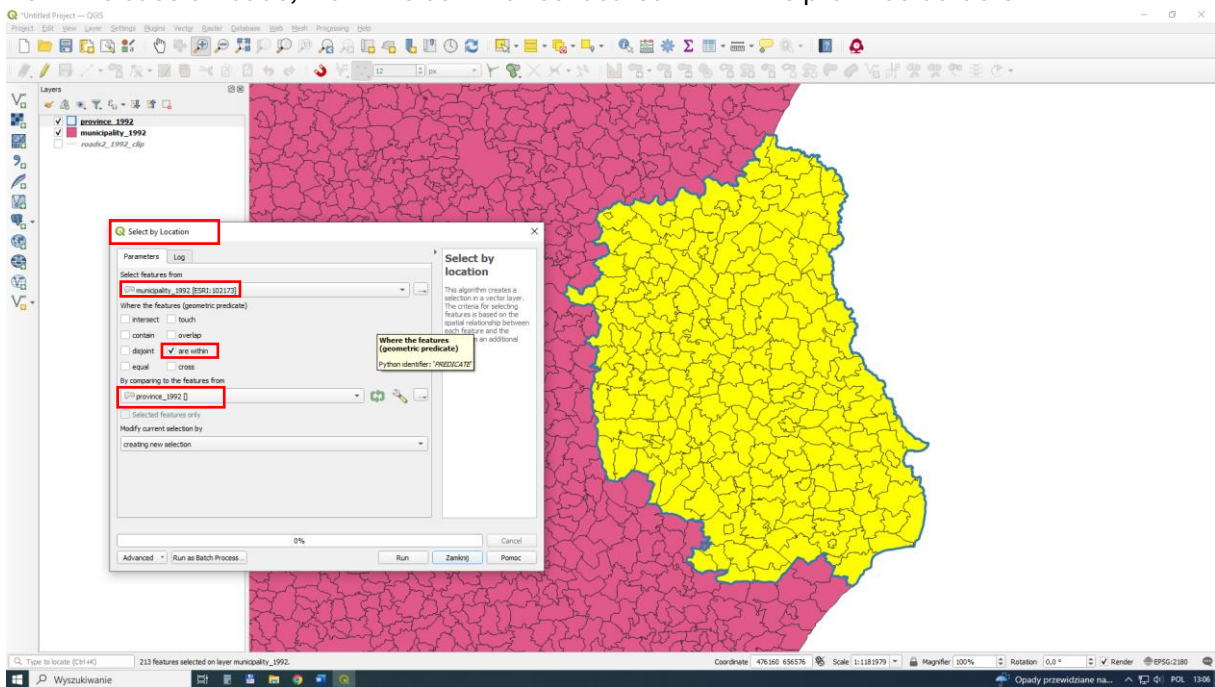 *Untitled Project — QGIS
Project Edit View Layer Settings Plugins Vector Raster Database Web Mesh Processing Help
12 px
Layers
province_1992
municipality_1992
roads2_1992_clip
Select by Location
Parameters Log
Select features from
municipality_1992 [ESRI:102173]
Where the features (geometric predicate)
intersect touch
contain overlap
disjoint are within
equal cross
By comparing to the features from
province_1992 []
Selected features only
Modify current selection by
creating new selection
Select by
location
This algorithm creates a
selection in a vector layer.
The criteria for selecting
features is based on the
spatial relationship between
each feature and the
an additional
Where the features
(geometric predicate)
Python identifier: 'PREDICATE'
0% Cancel
Advanced Run as Batch Process... Run Zamknij Pomoc
Type to locate (Ctrl+K) 213 features selected on layer municipality_1992. Coordinate 476160 656576 Scale 1:1181979 Magnifier 100% Rotation 0,0 ° Render EPSG:2180
Wyszukiwanie Opady przewidziane na... POL 13:06